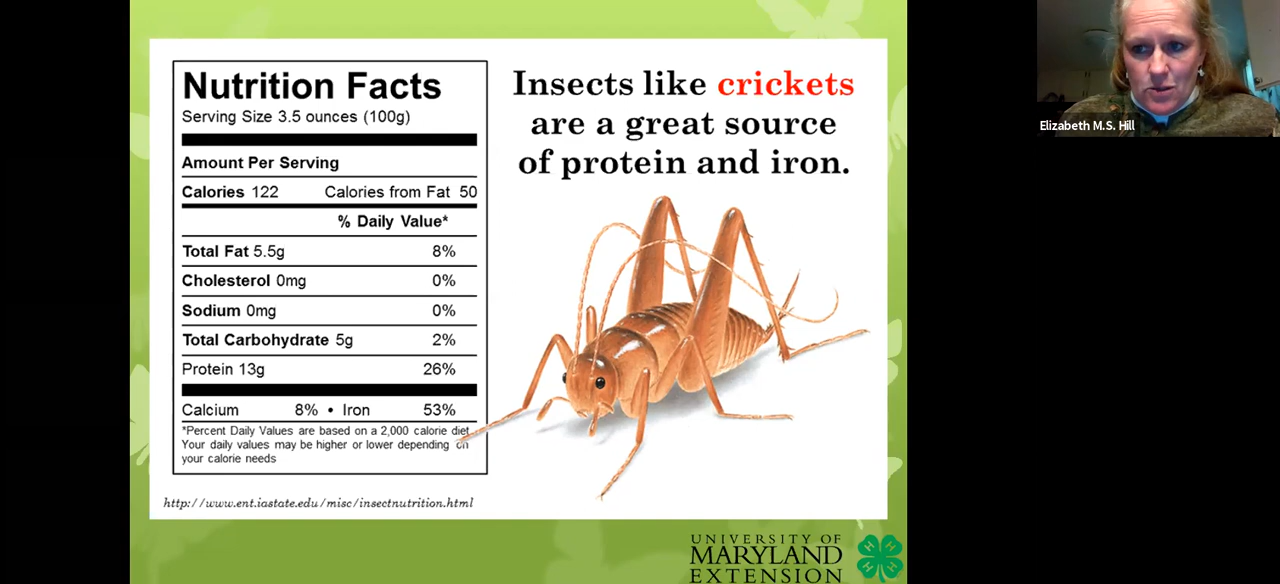 Nutrition Facts
Serving Size 3.5 ounces (100g)
Amount Per Serving
Calories 122 Calories from Fat 50
% Daily Value*
Total Fat 5.5g 8%
Cholesterol 0mg 0%
Sodium 0mg 0%
Total Carbohydrate 5g 2%
Protein 13g 26%
Calcium 8% • Iron 53%
*Percent Daily Values are based on a 2,000 calorie diet.
Your daily values may be higher or lower depending on
your calorie needs
http://www.ent.iastate.edu/misc/insectnutrition.html
Insects like crickets
are a great source
of protein and iron.
UNIVERSITY OF
MARYLAND
EXTENSION
H H
H H
Elizabeth M.S. Hill